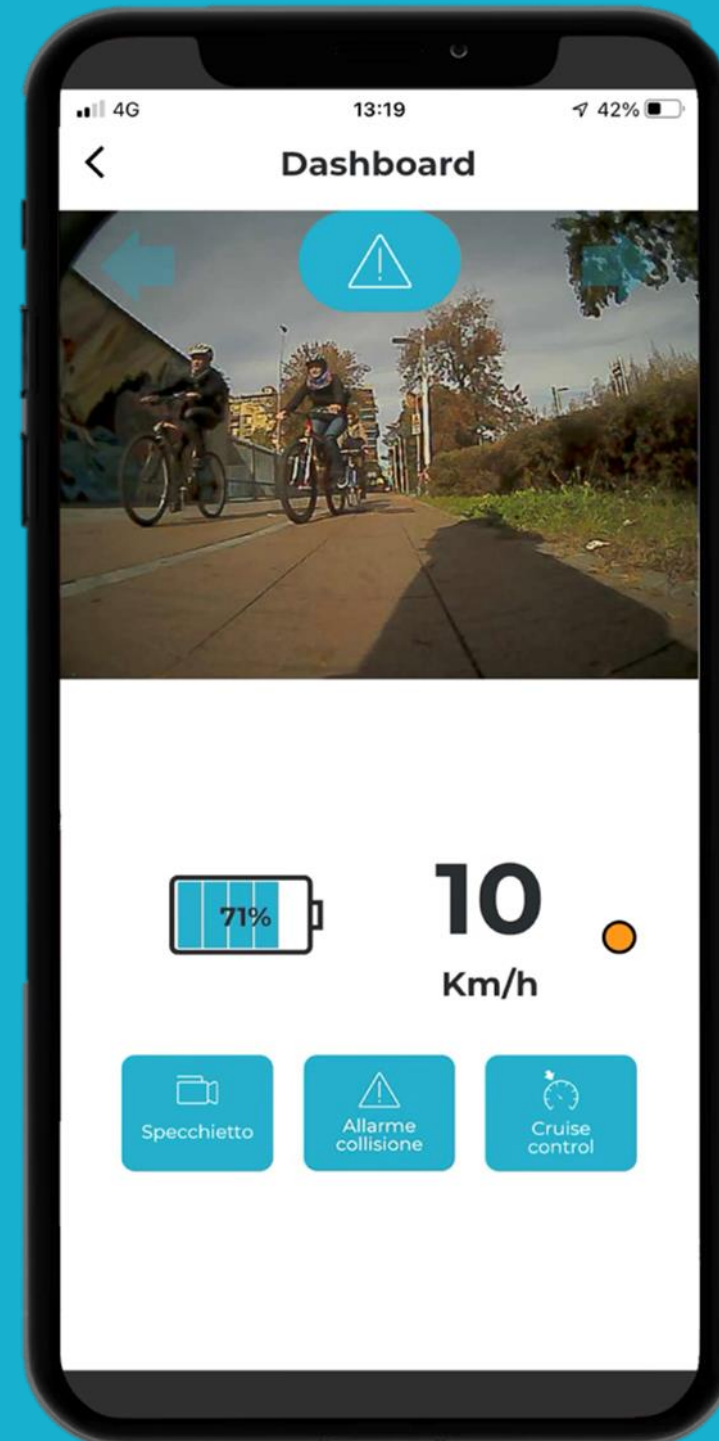 4G
13:19
42%
Dashboard
71%
10
Km/h
Specchietto
Allarme
collisione
Cruise
control